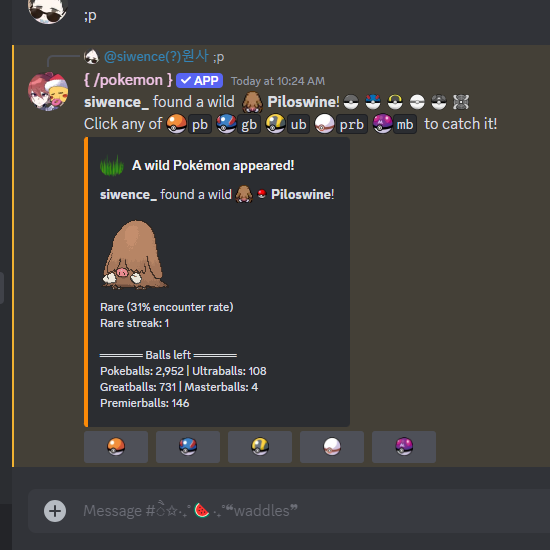 ;p
@siwence(?)원사 ;p
{ /pokemon } ✓ APP Today at 10:24 AM
siwence_ found a wild Piloswine!
Click any of pb gb ub prb mb to catch it!
A wild Pokémon appeared!
siwence_ found a wild Piloswine!
Rare (31% encounter rate)
Rare streak: 1
══════ Balls left ══════
Pokeballs: 2,952 | Ultraballs: 108
Greatballs: 731 | Masterballs: 4
Premierballs: 146
Message #ੈ☆‧₊˚🍉‧₊˚❝waddles❞